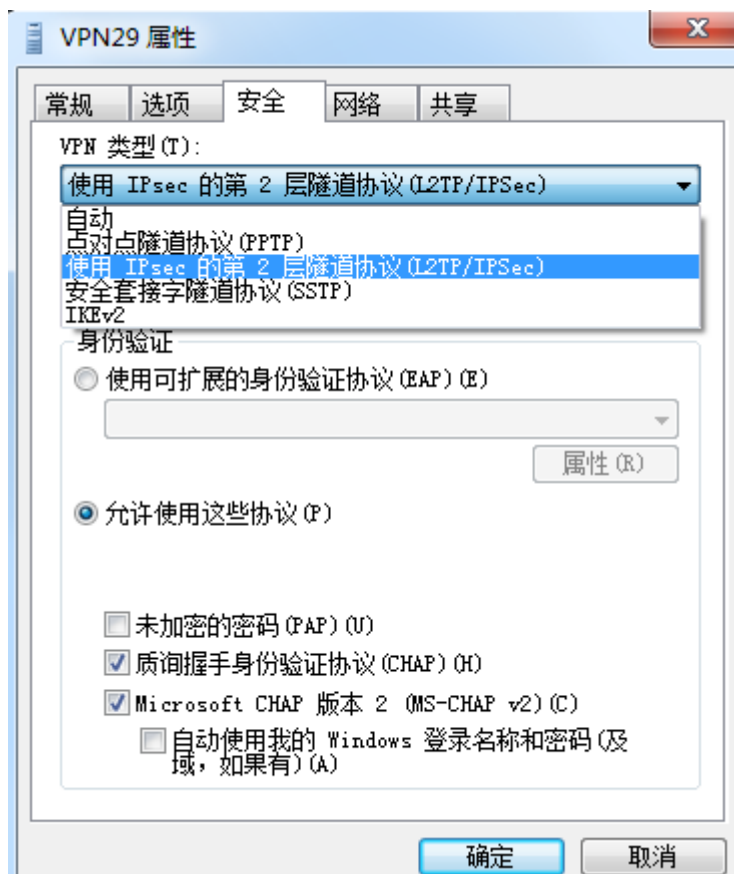 VPN29 属性
常规 选项 安全 网络 共享
VPN 类型(T):
使用 IPsec 的第 2 层隧道协议(L2TP/IPSec)
自动
点对点隧道协议(PPTP)
使用 IPsec 的第 2 层隧道协议(L2TP/IPSec)
安全套接字隧道协议(SSTP)
IKEv2
身份验证
使用可扩展的身份验证协议(EAP)(E)
属性(R)
允许使用这些协议(P)
未加密的密码(PAP)(U)
质询握手身份验证协议(CHAP)(H)
Microsoft CHAP 版本 2 (MS-CHAP v2)(C)
自动使用我的 Windows 登录名称和密码(及
域，如果有)(A)
确定 取消